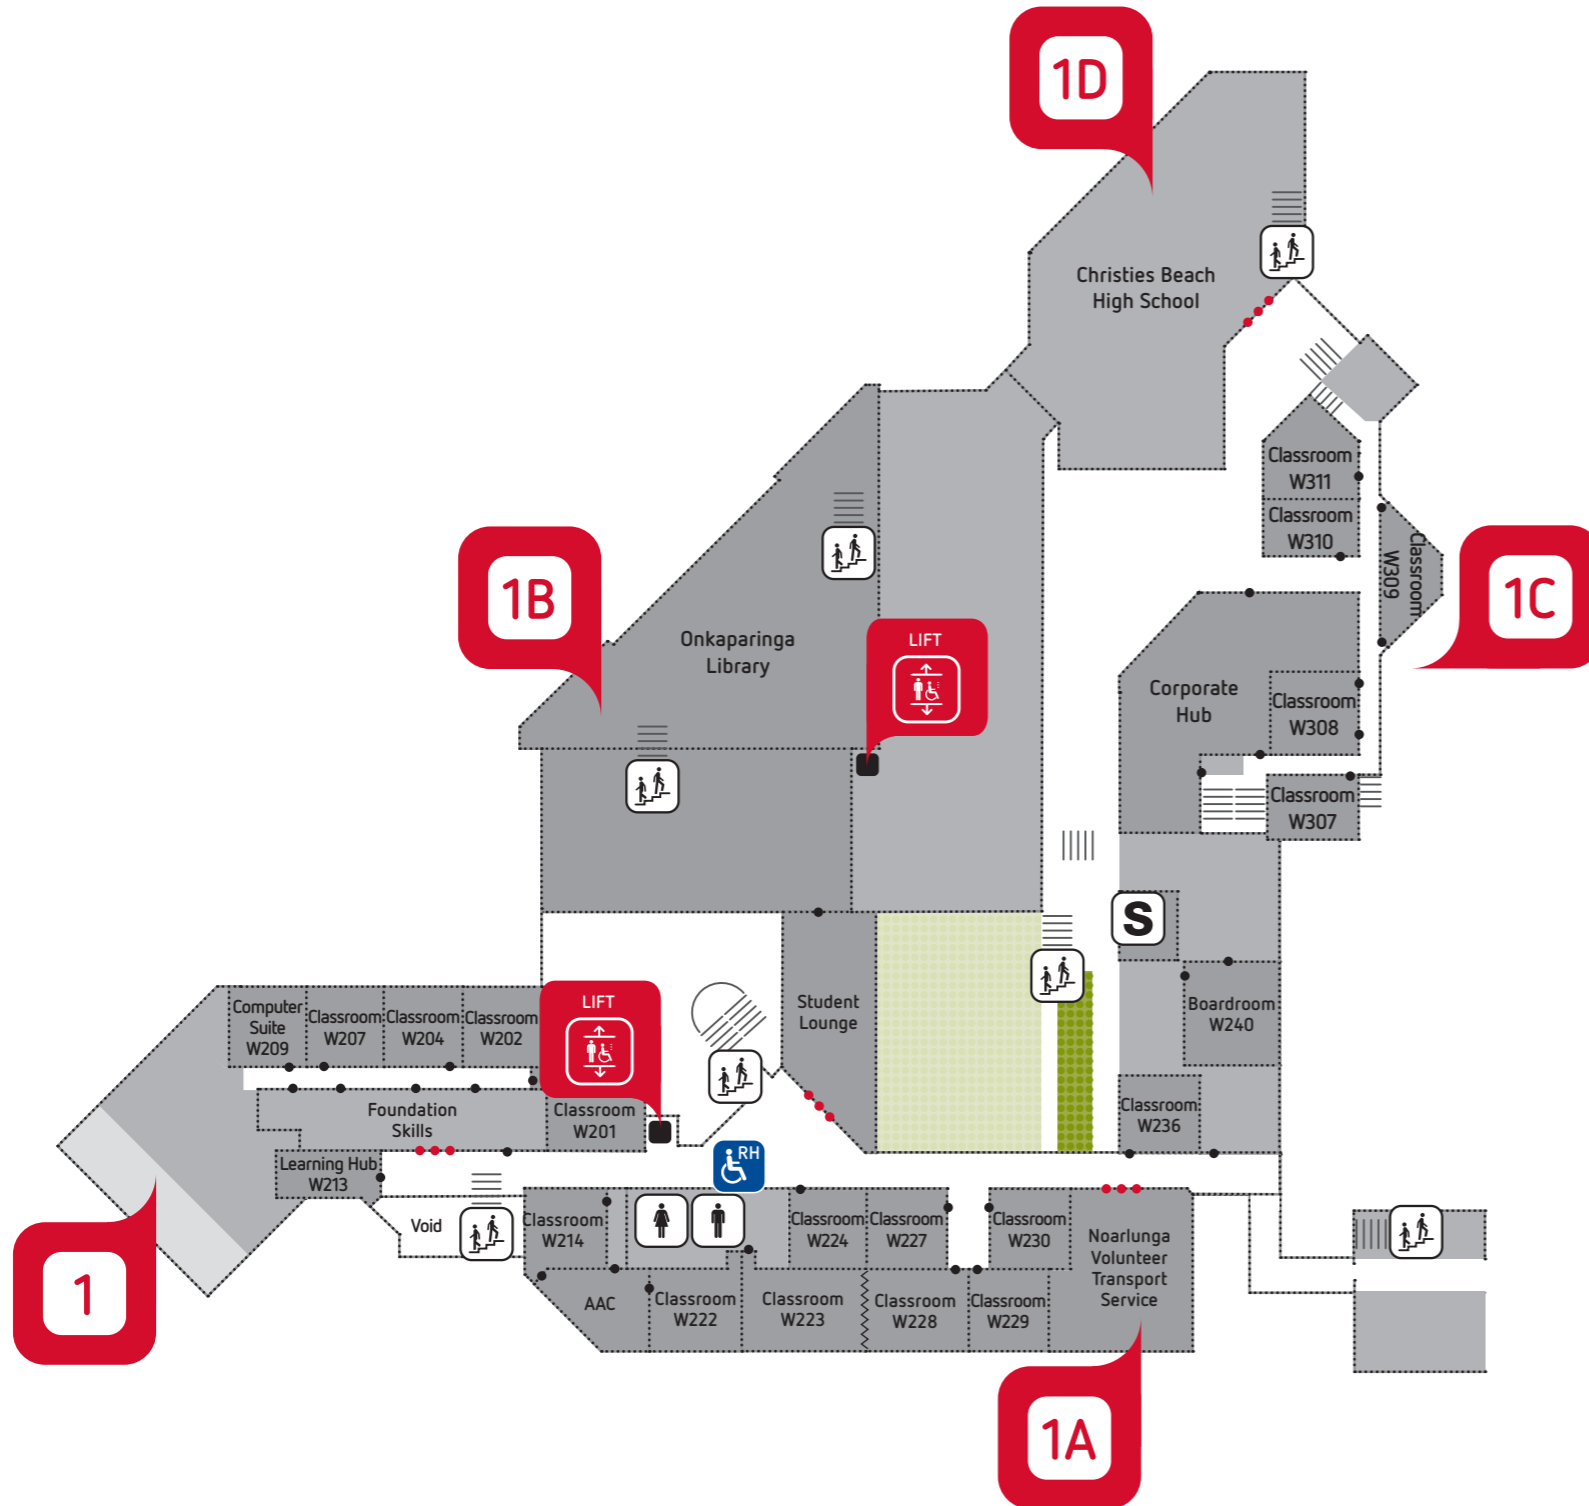 1D
Christies Beach
High School
Classroom
W311
Classroom
W310
Classroom
W309
1C
1B
Onkaparinga
Library
LIFT
Corporate
Hub
Classroom
W308
Classroom
W307
S
Boardroom
W240
Classroom
W236
Student
Lounge
LIFT
Computer
Suite
W209
Classroom
W207
Classroom
W204
Classroom
W202
Foundation
Skills
Classroom
W201
Learning Hub
W213
RH
Void
Classroom
W214
Classroom
W224
Classroom
W227
Classroom
W230
Noarlunga
Volunteer
Transport
Service
AAC
Classroom
W222
Classroom
W223
Classroom
W228
Classroom
W229
1
1A